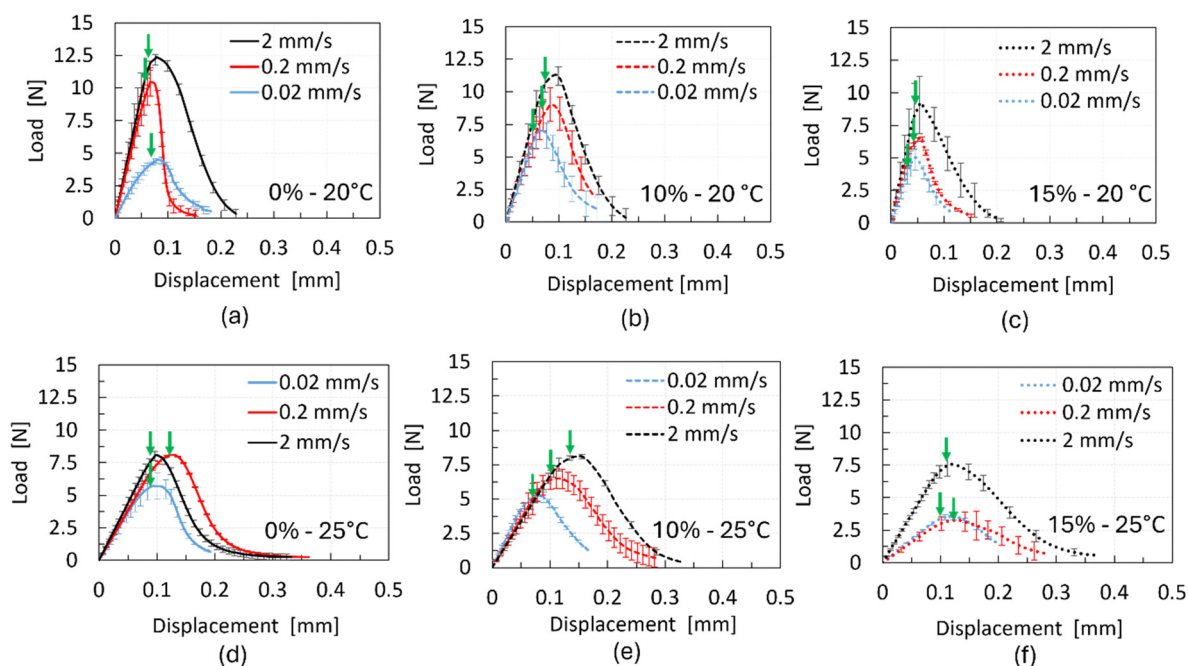 15
12.5
10
7.5
5
2.5
0
Load [N]
2 mm/s
0.2 mm/s
0.02 mm/s
0% - 20°C
0 0.1 0.2 0.3 0.4 0.5
Displacement [mm]
(a)
15
12.5
10
7.5
5
2.5
0
Load [N]
2 mm/s
0.2 mm/s
0.02 mm/s
10% - 20°C
0 0.1 0.2 0.3 0.4 0.5
Displacement [mm]
(b)
15
12.5
10
7.5
5
2.5
0
Load [N]
2 mm/s
0.2 mm/s
0.02 mm/s
15% - 20°C
0 0.1 0.2 0.3 0.4 0.5
Displacement [mm]
(c)
15
12.5
10
7.5
5
2.5
0
Load [N]
0.02 mm/s
0.2 mm/s
2 mm/s
0% - 25°C
0 0.1 0.2 0.3 0.4 0.5
Displacement [mm]
(d)
15
12.5
10
7.5
5
2.5
0
Load [N]
0.02 mm/s
0.2 mm/s
2 mm/s
10% - 25°C
0 0.1 0.2 0.3 0.4 0.5
Displacement [mm]
(e)
15
12.5
10
7.5
5
2.5
0
Load [N]
0.02 mm/s
0.2 mm/s
2 mm/s
15% - 25°C
0 0.1 0.2 0.3 0.4 0.5
Displacement [mm]
(f)